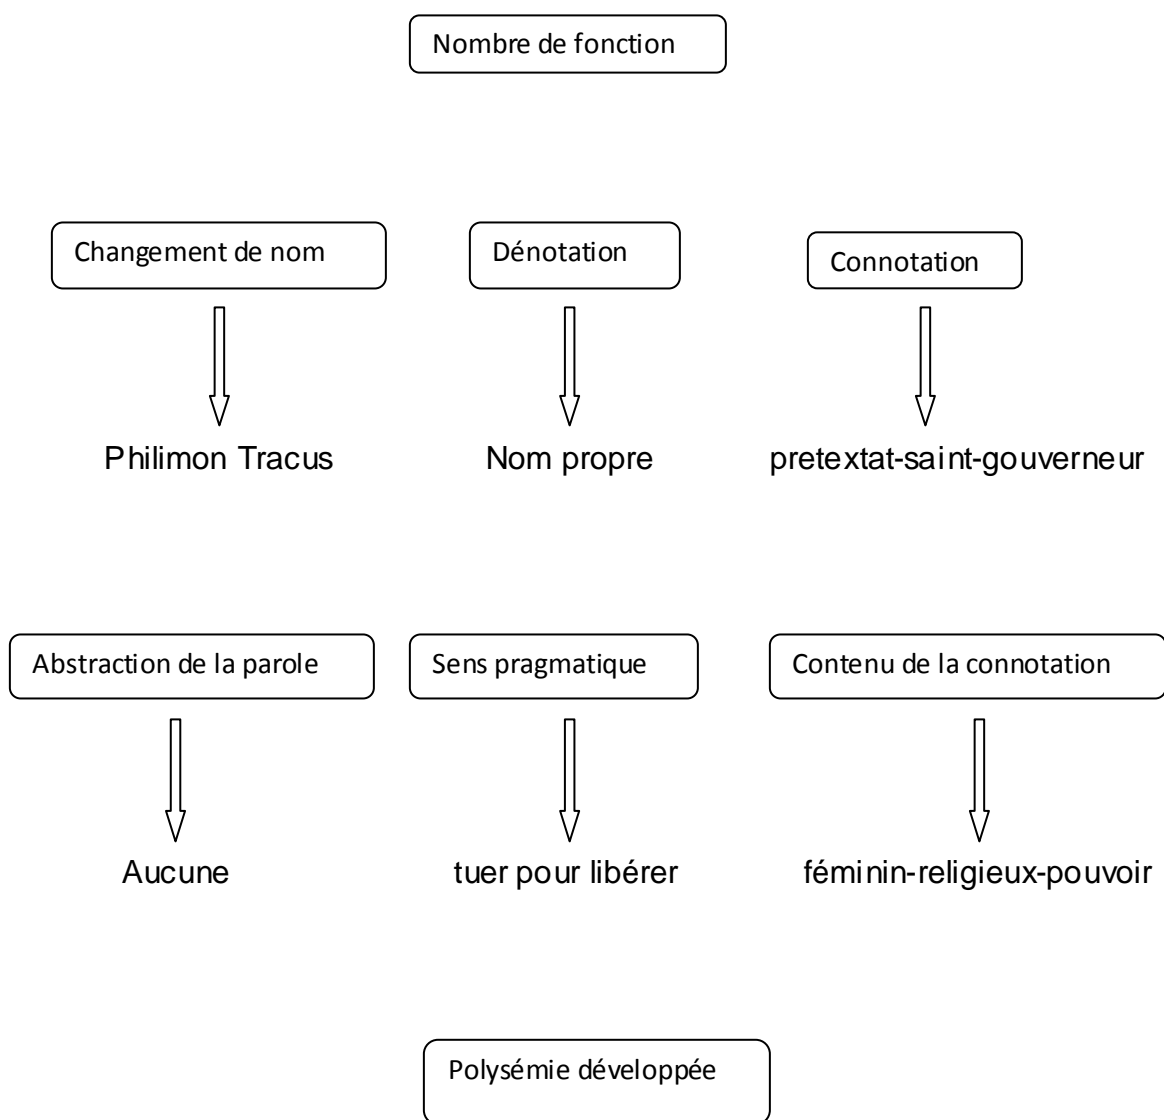 Nombre de fonction
Changement de nom
Dénotation
Connotation
Philimon Tracus
Nom propre
pretextat-saint-gouverneur
Abstraction de la parole
Sens pragmatique
Contenu de la connotation
Aucune
tuer pour libérer
féminin-religieux-pouvoir
Polysémie développée